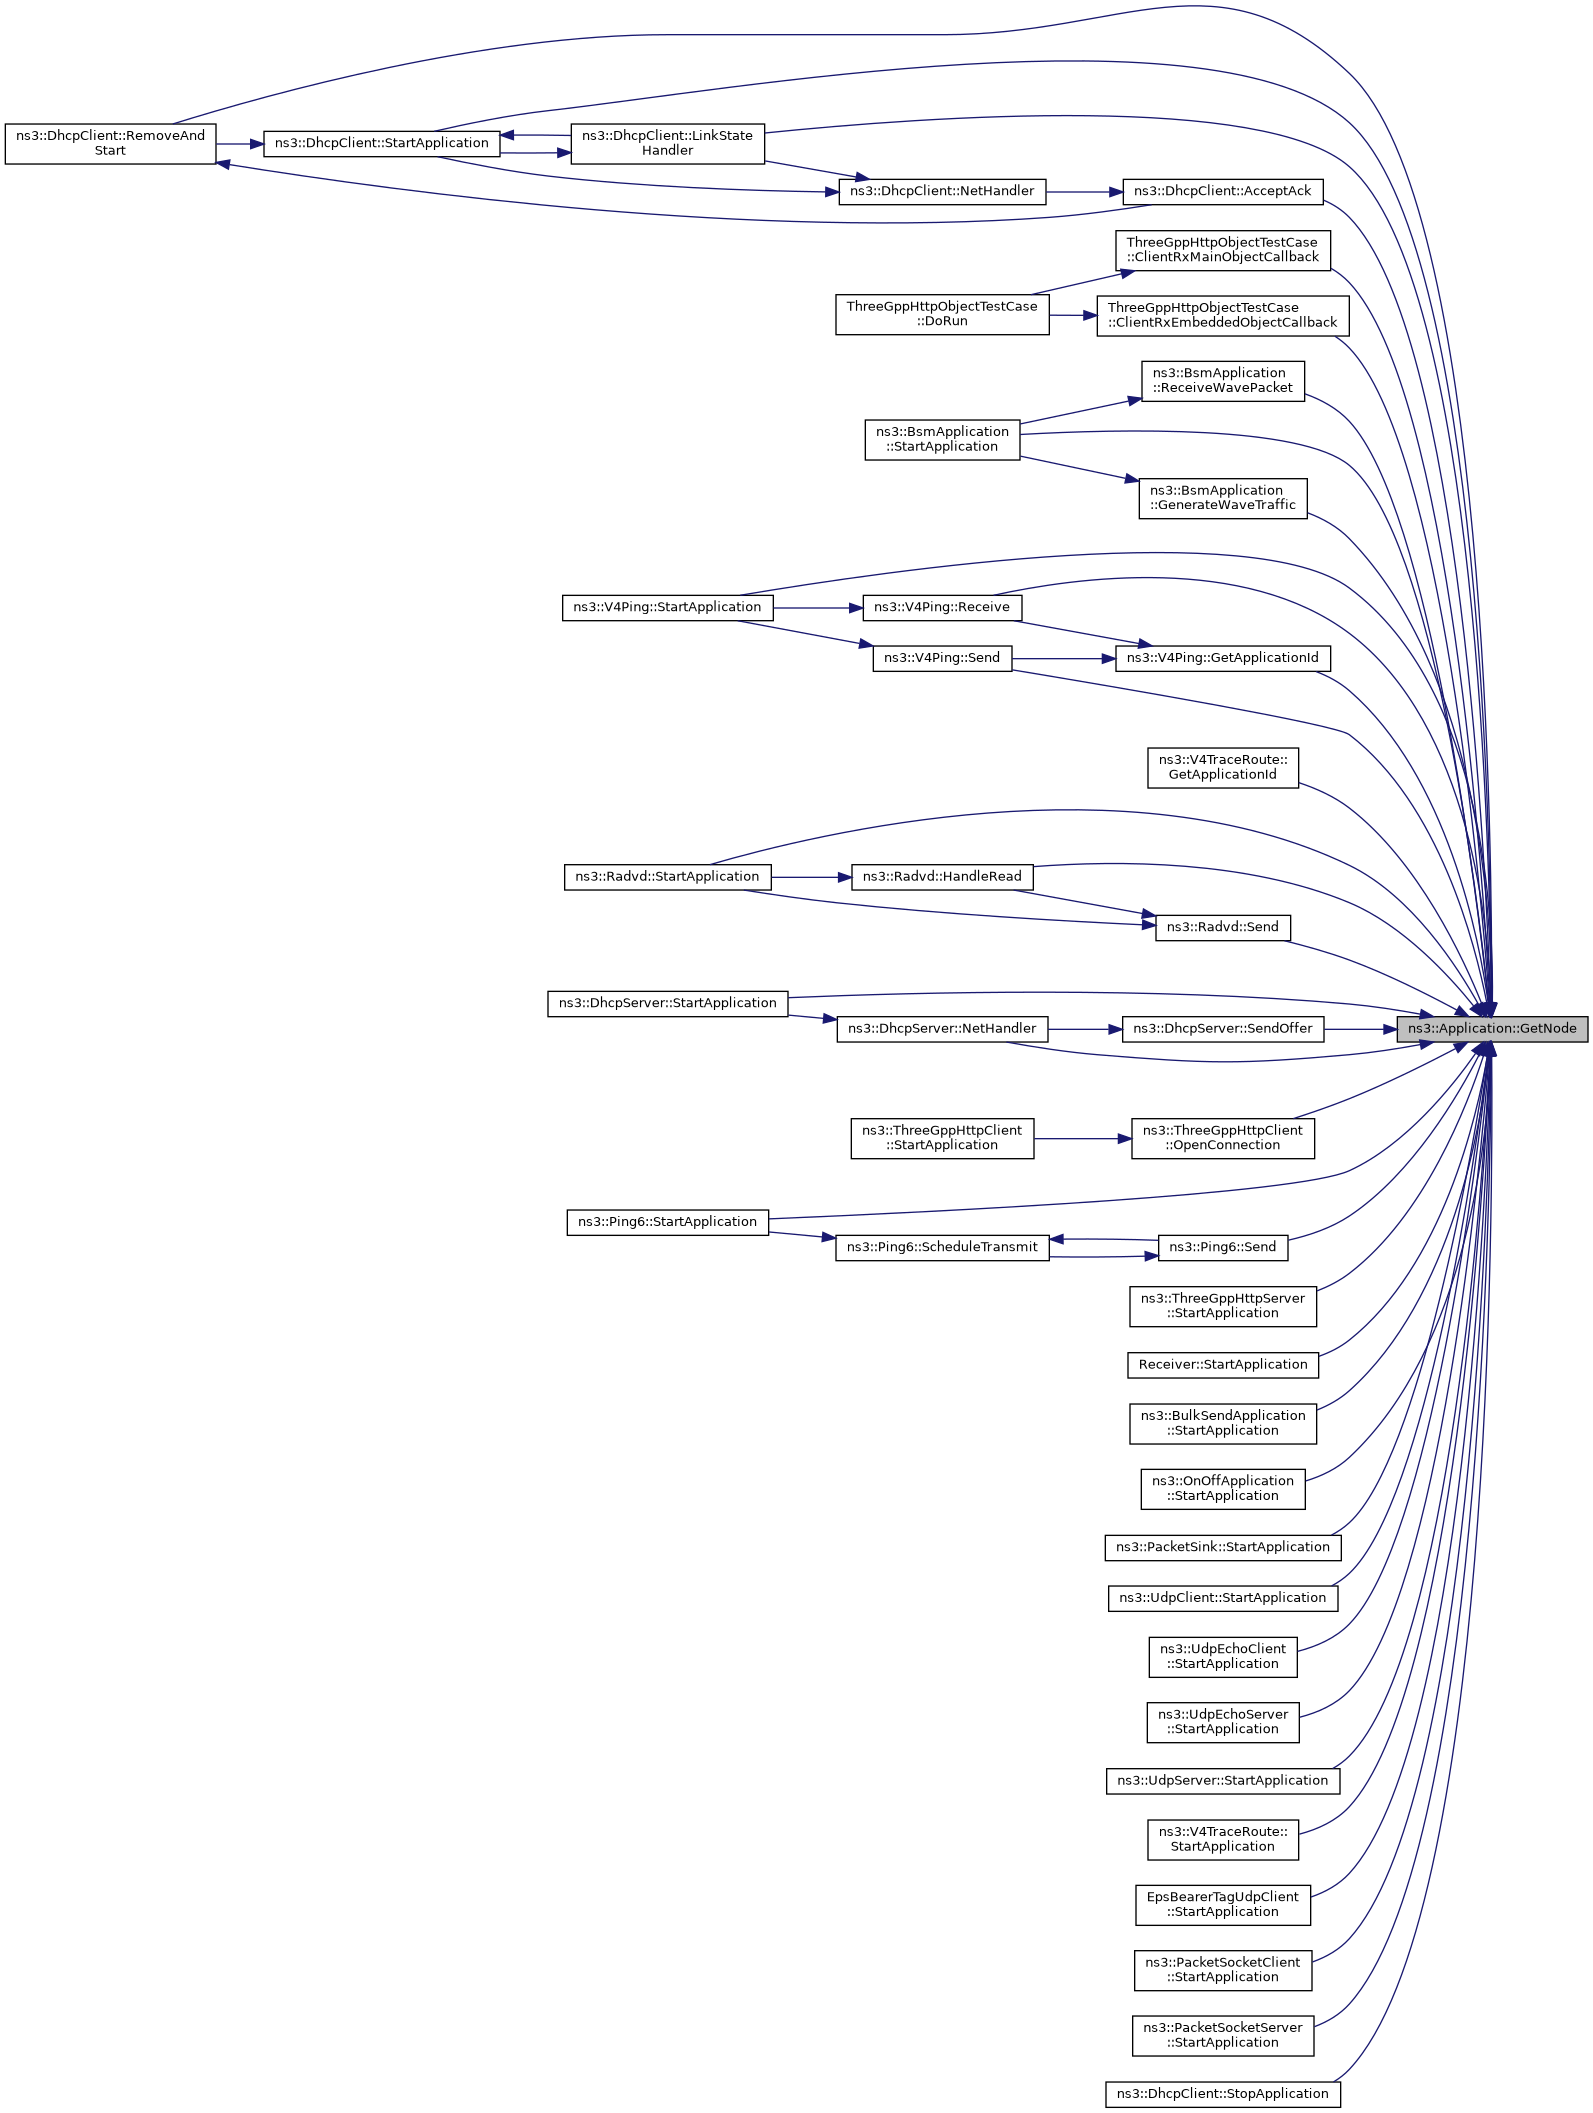 ns3::DhcpClient::RemoveAnd
Start
ns3::DhcpClient::StartApplication
ns3::DhcpClient::LinkState
Handler
ns3::DhcpClient::NetHandler
ns3::DhcpClient::AcceptAck
ThreeGppHttpObjectTestCase
::ClientRxMainObjectCallback
ThreeGppHttpObjectTestCase
::DoRun
ThreeGppHttpObjectTestCase
::ClientRxEmbeddedObjectCallback
ns3::BsmApplication
::ReceiveWavePacket
ns3::BsmApplication
::StartApplication
ns3::BsmApplication
::GenerateWaveTraffic
ns3::V4Ping::StartApplication
ns3::V4Ping::Receive
ns3::V4Ping::Send
ns3::V4Ping::GetApplicationId
ns3::V4TraceRoute::
GetApplicationId
ns3::Radvd::StartApplication
ns3::Radvd::HandleRead
ns3::Radvd::Send
ns3::DhcpServer::StartApplication
ns3::DhcpServer::NetHandler
ns3::DhcpServer::SendOffer
ns3::Application::GetNode
ns3::ThreeGppHttpClient
::StartApplication
ns3::ThreeGppHttpClient
::OpenConnection
ns3::Ping6::StartApplication
ns3::Ping6::ScheduleTransmit
ns3::Ping6::Send
ns3::ThreeGppHttpServer
::StartApplication
Receiver::StartApplication
ns3::BulkSendApplication
::StartApplication
ns3::OnOffApplication
::StartApplication
ns3::PacketSink::StartApplication
ns3::UdpClient::StartApplication
ns3::UdpEchoClient
::StartApplication
ns3::UdpEchoServer
::StartApplication
ns3::UdpServer::StartApplication
ns3::V4TraceRoute::
StartApplication
EpsBearerTagUdpClient
::StartApplication
ns3::PacketSocketClient
::StartApplication
ns3::PacketSocketServer
::StartApplication
ns3::DhcpClient::StopApplication